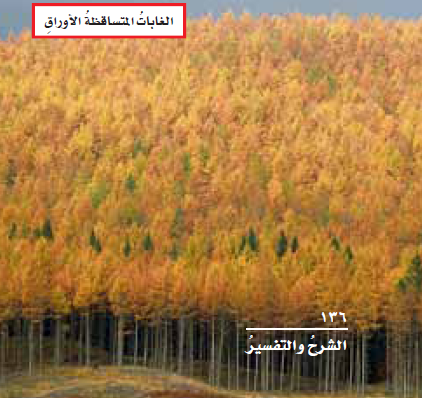 الغاباتُ المتساقطةُ الأوراقِ
١٣٦
الشرحُ والتفسيرُ